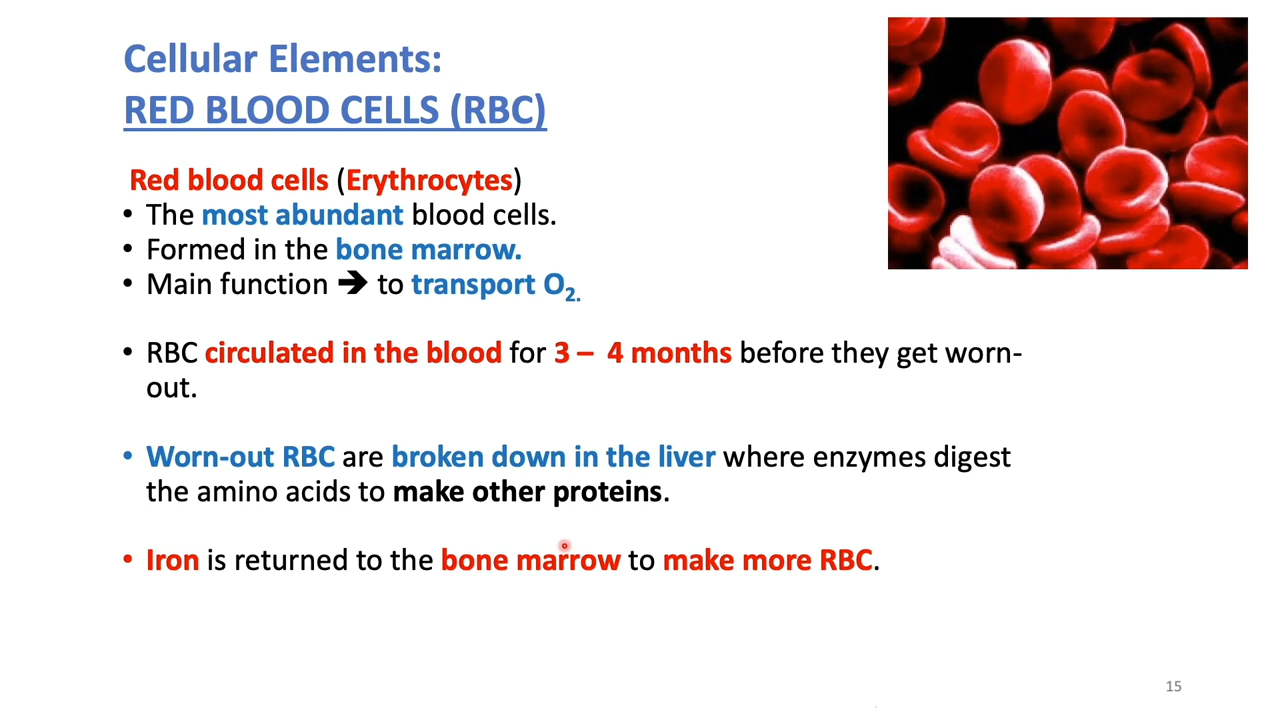 Cellular Elements:
RED BLOOD CELLS (RBC)
Red blood cells (Erythrocytes)
• The most abundant blood cells.
• Formed in the bone marrow.
• Main function ➔ to transport O₂.
• RBC circulated in the blood for 3 – 4 months before they get worn-
out.
• Worn-out RBC are broken down in the liver where enzymes digest
the amino acids to make other proteins.
• Iron is returned to the bone marrow to make more RBC.
15